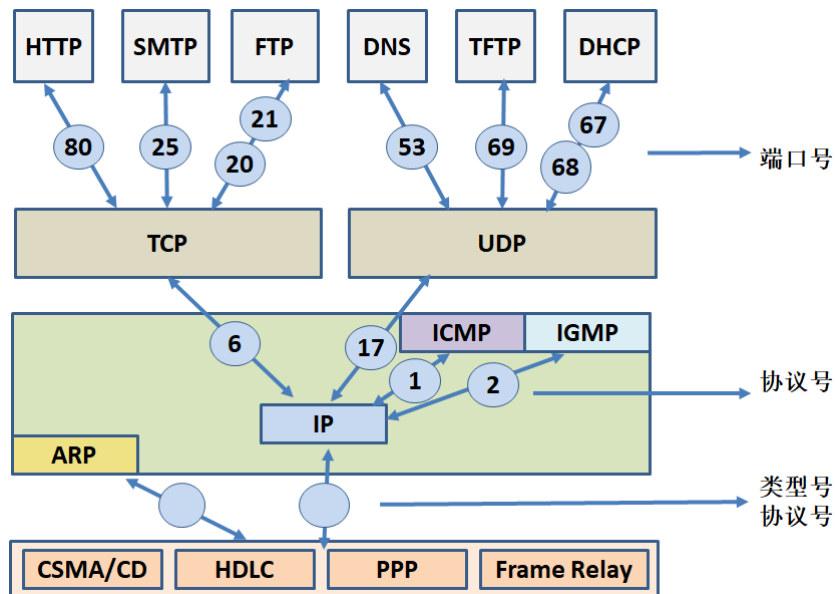 HTTP SMTP FTP DNS TFTP DHCP
21 67
80 25 20 53 69 68
端口号
TCP UDP
ICMP IGMP
6 17
1 2
协议号
IP
ARP
类型号
协议号
CSMA/CD HDLC PPP Frame Relay